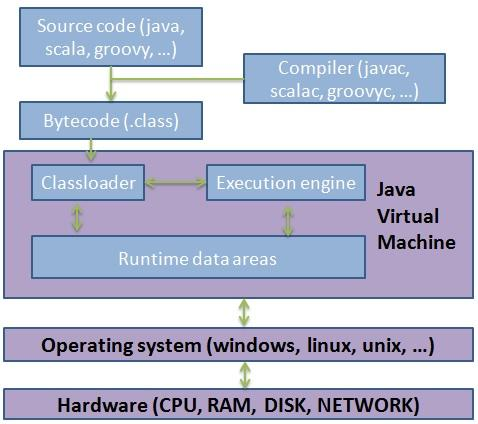 Source code (java,
scala, groovy, ...)
Compiler (javac,
scalac, groovyc, ...)
Bytecode (.class)
Classloader
Execution engine
Java
Virtual
Machine
Runtime data areas
Operating system (windows, linux, unix, ...)
Hardware (CPU, RAM, DISK, NETWORK)